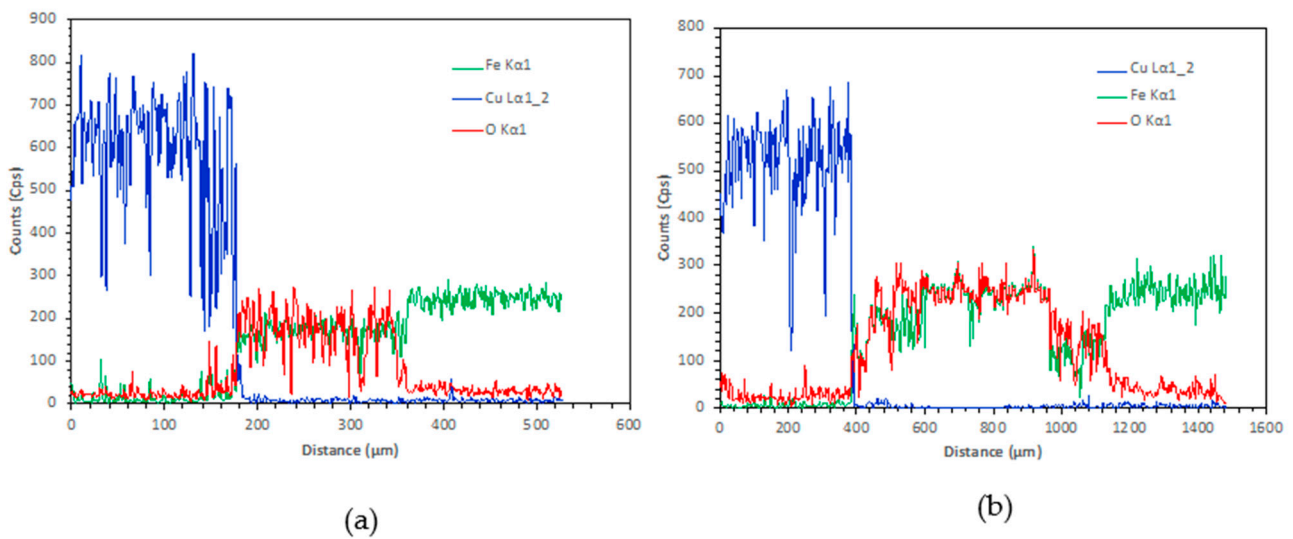 900
800
700
600
500
400
300
200
100
0
Counts (Cps)
Fe Kα1
Cu Lα1_2
O Kα1
0 100 200 300 400 500 600
Distance (μm)
(a)
800
700
600
500
400
300
200
100
0
Counts (Cps)
Cu Lα1_2
Fe Kα1
O Kα1
0 200 400 600 800 1000 1200 1400 1600
Distance (μm)
(b)